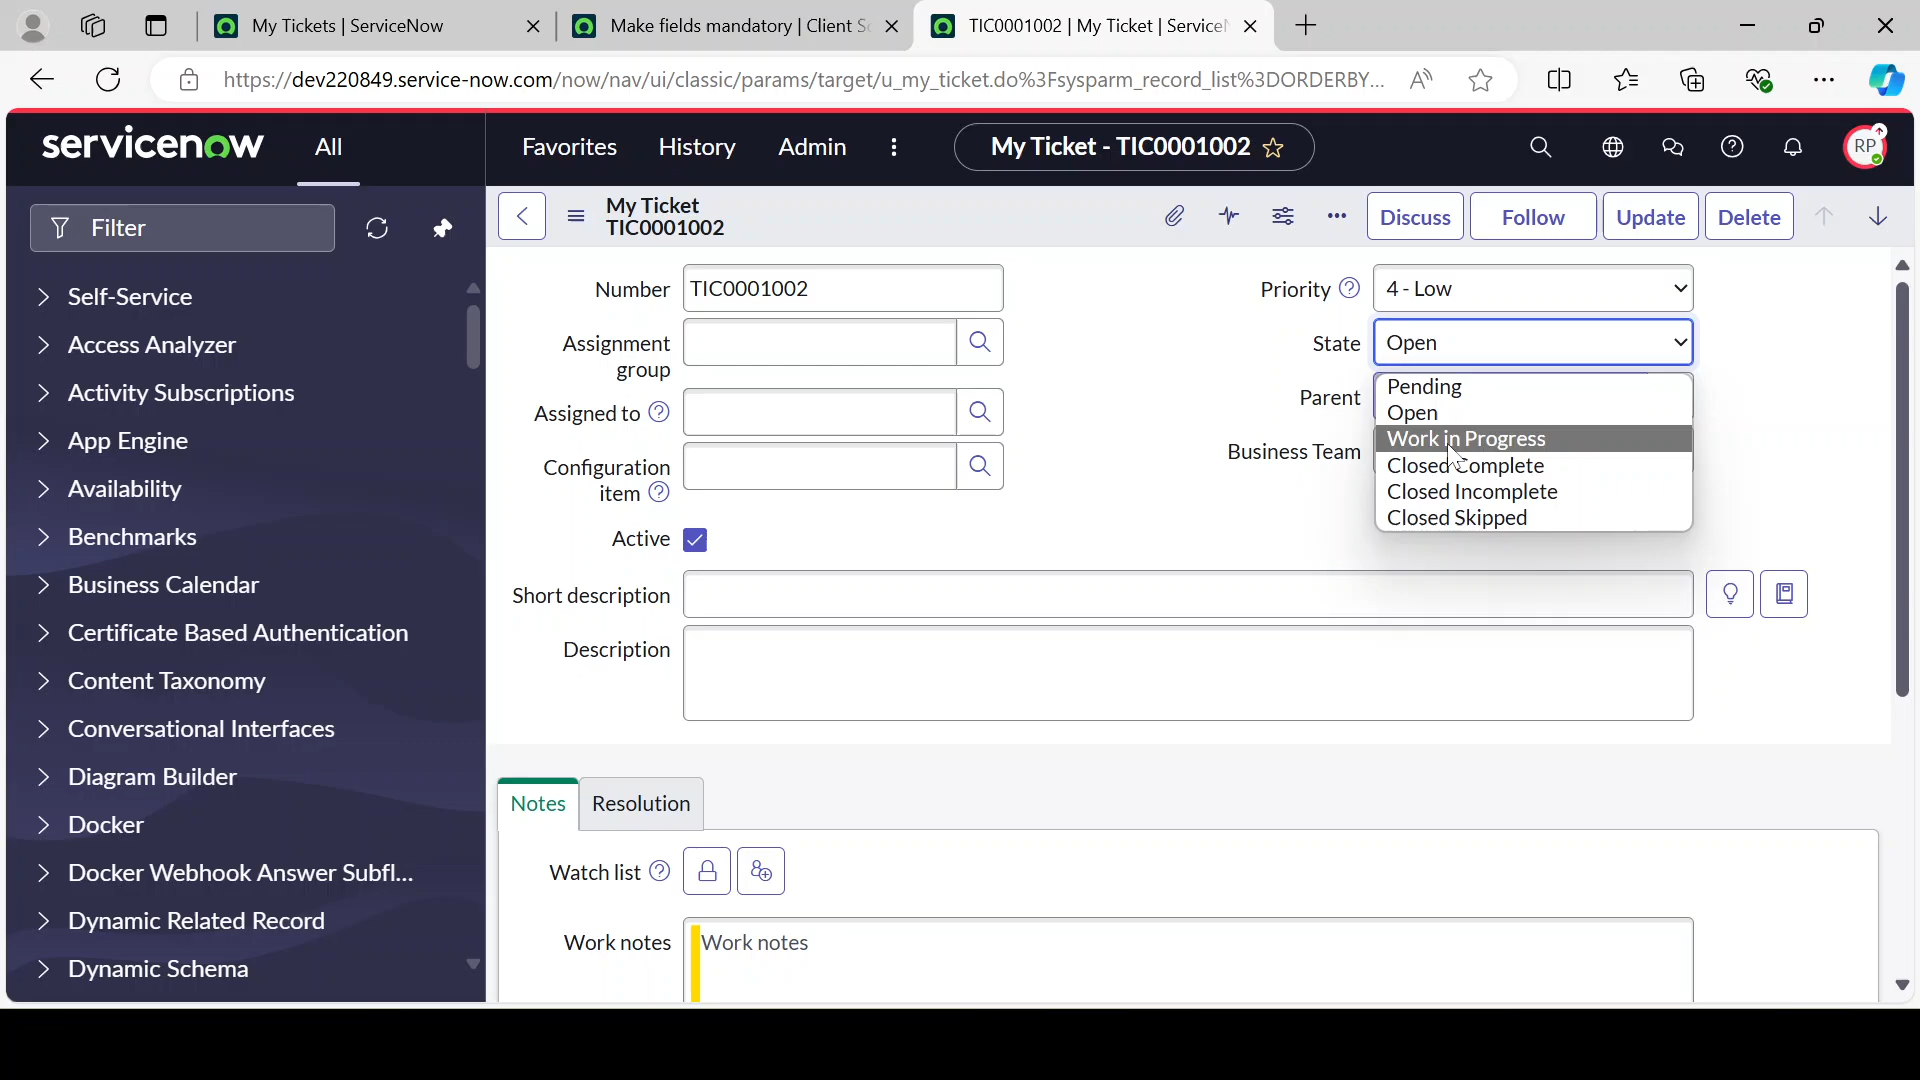 My Tickets | ServiceNow
Make fields mandatory | Client Sc
TIC0001002 | My Ticket | ServiceN
https://dev220849.service-now.com/now/nav/ui/classic/params/target/u_my_ticket.do%3Fsysparm_record_list%3DORDERBY...
servicenow
All
Favorites
History
Admin
My Ticket - TIC0001002
RP
Filter
My Ticket
TIC0001002
Discuss
Follow
Update
Delete
Self-Service
Access Analyzer
Activity Subscriptions
App Engine
Availability
Benchmarks
Business Calendar
Certificate Based Authentication
Content Taxonomy
Conversational Interfaces
Diagram Builder
Docker
Docker Webhook Answer Subfl...
Dynamic Related Record
Dynamic Schema
Number
TIC0001002
Assignment
group
Assigned to
Configuration
item
Active
Priority
4 - Low
State
Open
Parent
Business Team
Pending
Open
Work in Progress
Closed Complete
Closed Incomplete
Closed Skipped
Short description
Description
Notes
Resolution
Watch list
Work notes
Work notes